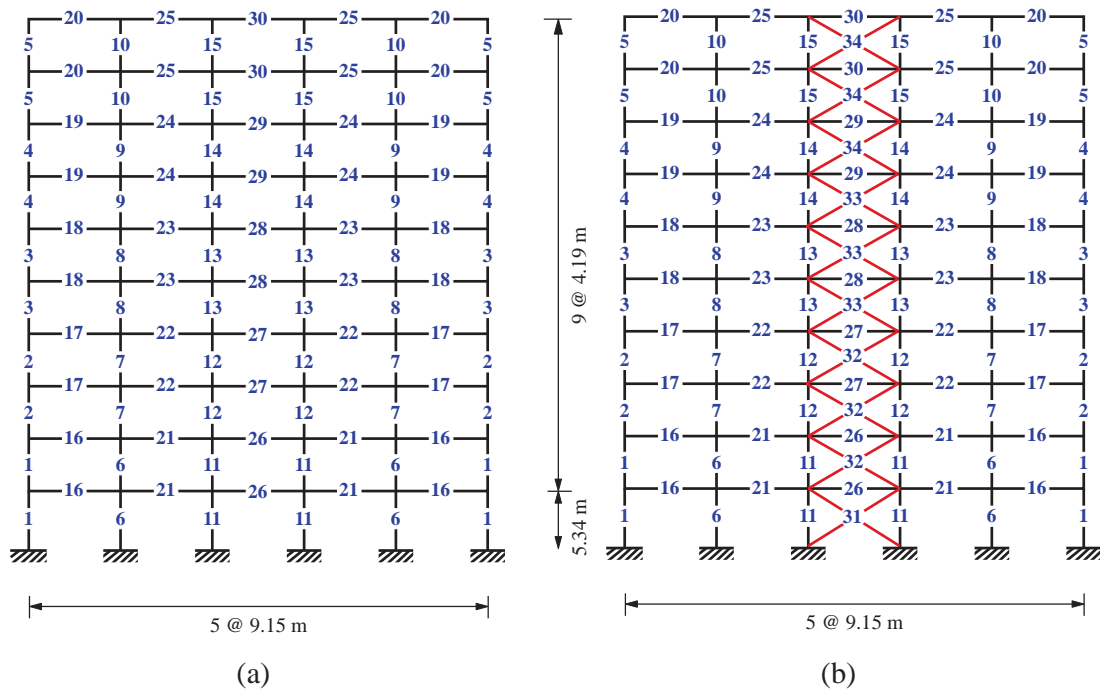 20 25 30 25 20 20 25 30 25 20
5 10 15 15 10 5 5 10 15 34 15 10 5
20 25 30 25 20 20 25 30 25 20
5 10 15 15 10 5 5 10 15 34 15 10 5
19 24 29 24 19 19 24 29 24 19
4 9 14 14 9 4 4 9 14 34 14 9 4
19 24 29 24 19 19 24 29 24 19
4 9 14 14 9 4 4 9 14 33 14 9 4
18 23 28 23 18 18 23 28 23 18
3 8 13 13 8 3 3 8 13 33 13 8 3
18 23 28 23 18 18 23 28 23 18
3 8 13 13 8 3 3 8 13 33 13 8 3
17 22 27 22 17 17 22 27 22 17
2 7 12 12 7 2 2 7 12 32 12 7 2
17 22 27 22 17 17 22 27 22 17
2 7 12 12 7 2 2 7 12 32 12 7 2
16 21 26 21 16 16 21 26 21 16
1 6 11 11 6 1 1 6 11 32 11 6 1
16 21 26 21 16 16 21 26 21 16
1 6 11 11 6 1 1 6 11 31 11 6 1
9 @ 4.19 m
5.34 m
5 @ 9.15 m 5 @ 9.15 m
(a) (b)